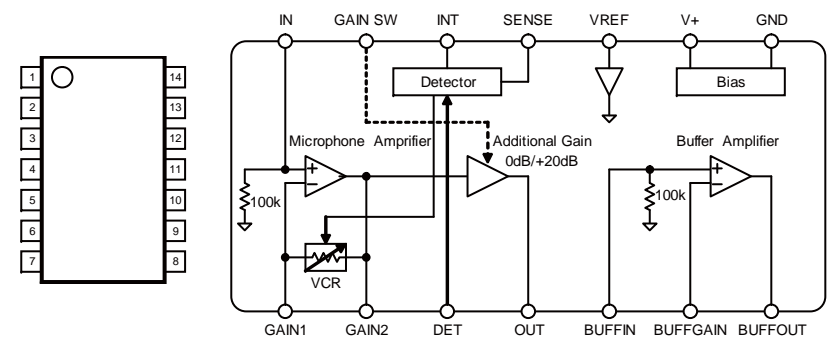 IN GAIN SW INT SENSE VREF V+ GND
1 14
2 13
3 12
4 11
5 10
6 9
7 8
Detector
Bias
Microphone Amprifier
Additional Gain
0dB/+20dB
Buffer Amplifier
+
−
100k
VCR
+
−
100k
GAIN1 GAIN2 DET OUT BUFFIN BUFFGAIN BUFFOUT